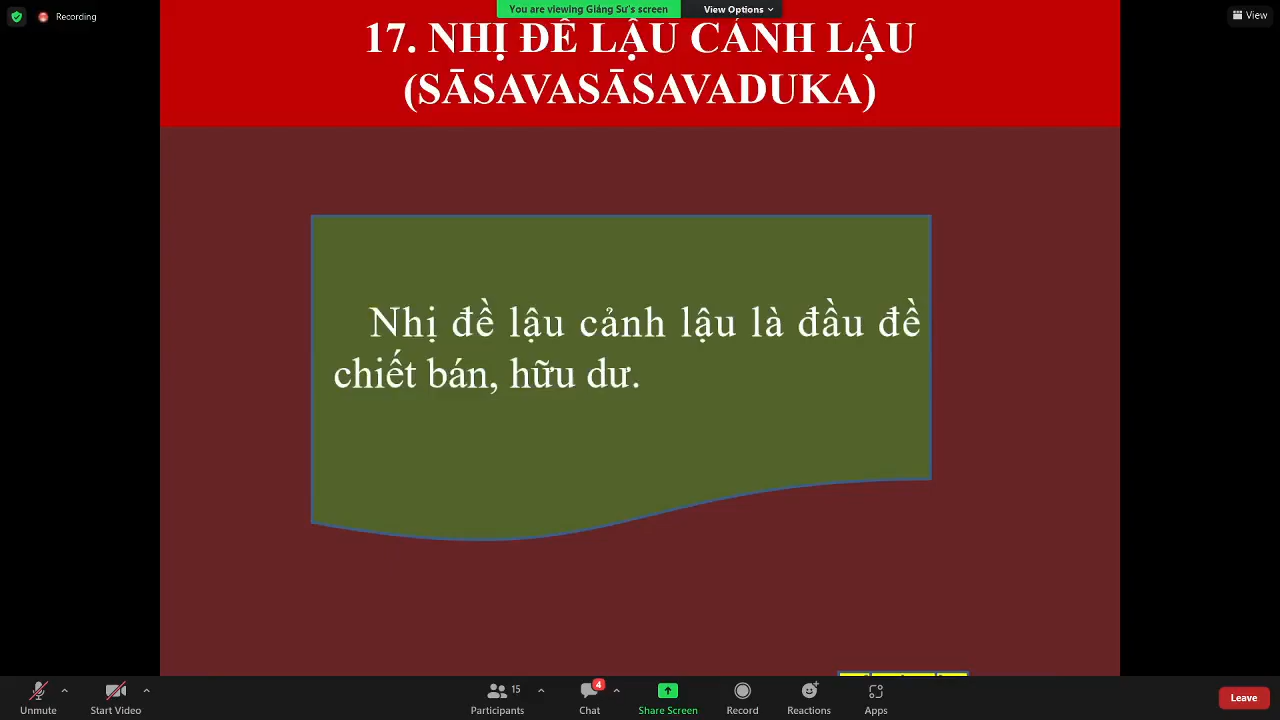 You are viewing Giảng Sư's screen
View Options
Recording
View
17. NHỊ ĐỀ LẬU CẢNH LẬU
(SĀSAVASĀSAVADUKA)
Nhị đề lậu cảnh lậu là đầu đề
chiết bán, hữu dư.
Unmute
Start Video
15
Participants
4
Chat
Share Screen
Record
Reactions
Apps
Leave